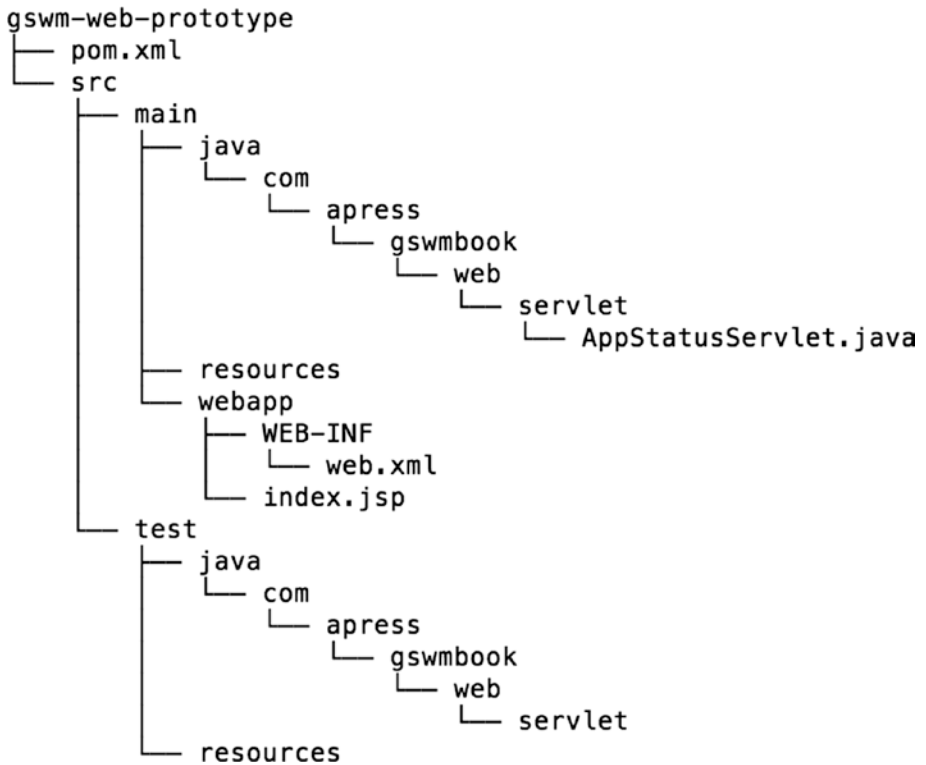 gswm-web-prototype
pom.xml
src
main
java
com
apress
gswmbook
web
servlet
AppStatusServlet.java
resources
webapp
WEB-INF
web.xml
index.jsp
test
java
com
apress
gswmbook
web
servlet
resources